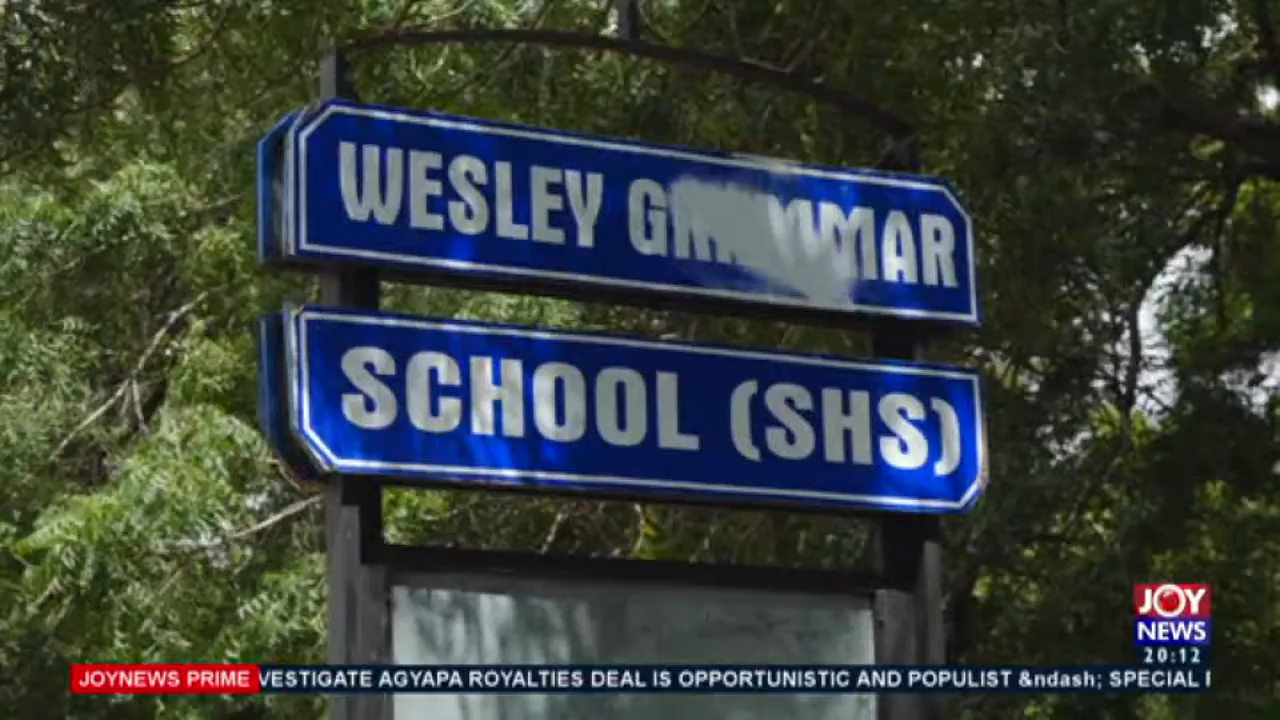 WESLEY GRAMMAR
SCHOOL (SHS)
JOY
NEWS
20:12
JOYNEWS PRIME
VESTIGATE AGYAPA ROYALTIES DEAL IS OPPORTUNISTIC AND POPULIST &ndash; SPECIAL